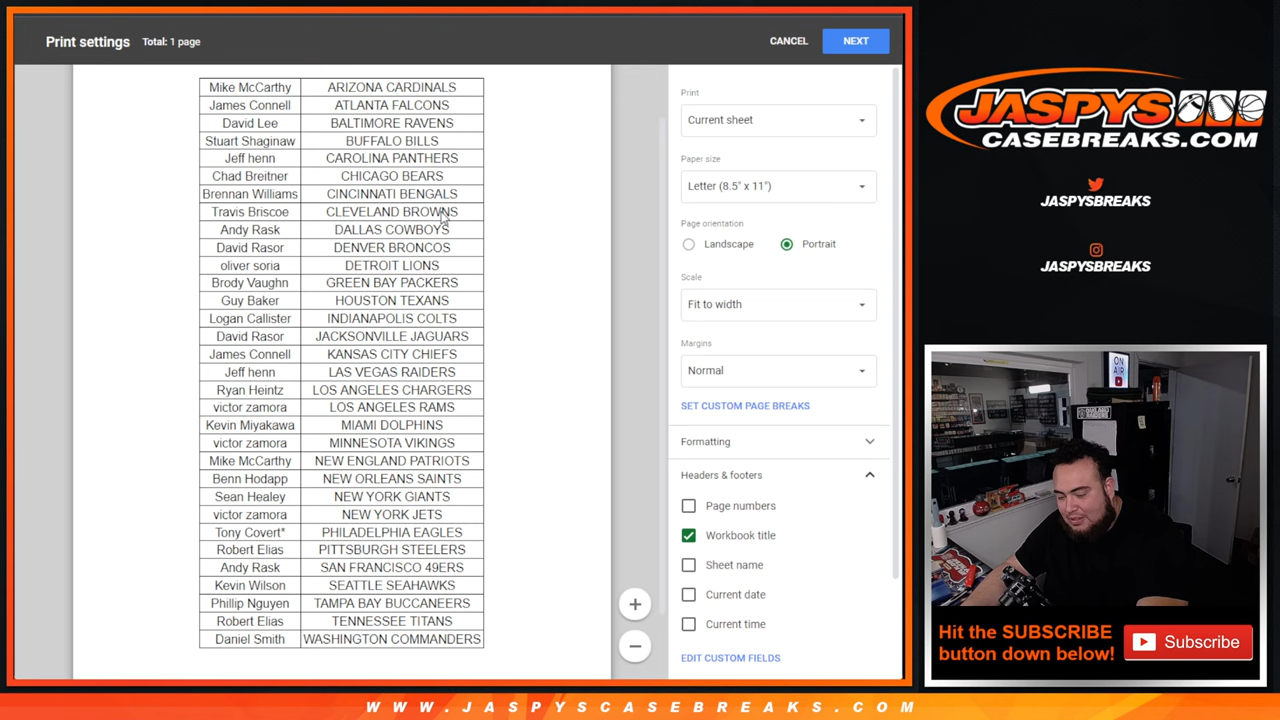 Print settings Total: 1 page CANCEL NEXT
Mike McCarthy ARIZONA CARDINALS
James Connell ATLANTA FALCONS
David Lee BALTIMORE RAVENS
Stuart Shaginaw BUFFALO BILLS
Jeff henn CAROLINA PANTHERS
Chad Breitner CHICAGO BEARS
Brennan Williams CINCINNATI BENGALS
Travis Briscoe CLEVELAND BROWNS
Andy Rask DALLAS COWBOYS
David Rasor DENVER BRONCOS
oliver soria DETROIT LIONS
Brody Vaughn GREEN BAY PACKERS
Guy Baker HOUSTON TEXANS
Logan Callister INDIANAPOLIS COLTS
David Rasor JACKSONVILLE JAGUARS
James Connell KANSAS CITY CHIEFS
Jeff henn LAS VEGAS RAIDERS
Ryan Heintz LOS ANGELES CHARGERS
victor zamora LOS ANGELES RAMS
Kevin Miyakawa MIAMI DOLPHINS
victor zamora MINNESOTA VIKINGS
Mike McCarthy NEW ENGLAND PATRIOTS
Benn Hodapp NEW ORLEANS SAINTS
Sean Healey NEW YORK GIANTS
victor zamora NEW YORK JETS
Tony Covert* PHILADELPHIA EAGLES
Robert Elias PITTSBURGH STEELERS
Andy Rask SAN FRANCISCO 49ERS
Kevin Wilson SEATTLE SEAHAWKS
Phillip Nguyen TAMPA BAY BUCCANEERS
Robert Elias TENNESSEE TITANS
Daniel Smith WASHINGTON COMMANDERS
Print
Current sheet
Paper size
Letter (8.5" x 11")
Page orientation
Landscape Portrait
Scale
Fit to width
Margins
Normal
SET CUSTOM PAGE BREAKS
Formatting
Headers & footers
Page numbers
Workbook title
Sheet name
Current date
Current time
EDIT CUSTOM FIELDS
JASPYS
CASEBREAKS.COM
JASPYSBREAKS
JASPYSBREAKS
ON
AIR
Hit the SUBSCRIBE
button down below!
Subscribe
WWW.JASPYSCASEBREAKS.COM